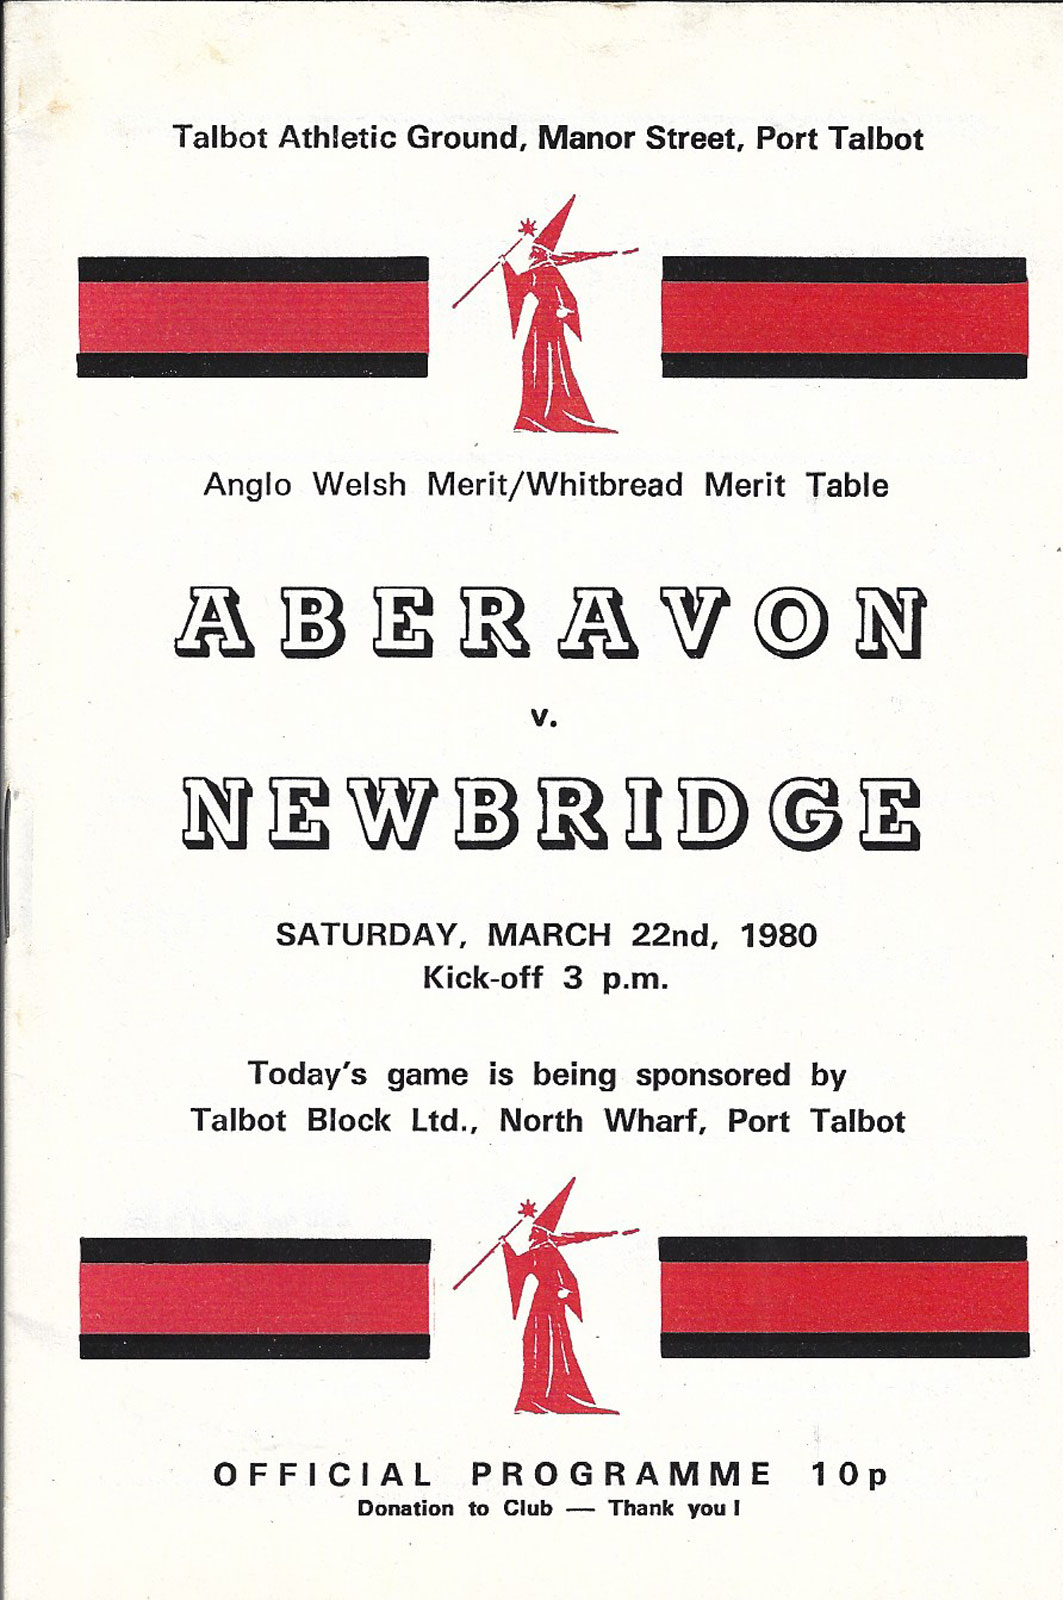 Talbot Athletic Ground, Manor Street, Port Talbot
Anglo Welsh Merit/Whitbread Merit Table
ABERAVON
v.
NEWBRIDGE
SATURDAY, MARCH 22nd, 1980
Kick-off 3 p.m.
Today's game is being sponsored by
Talbot Block Ltd., North Wharf, Port Talbot
OFFICIAL PROGRAMME 10p
Donation to Club — Thank you !